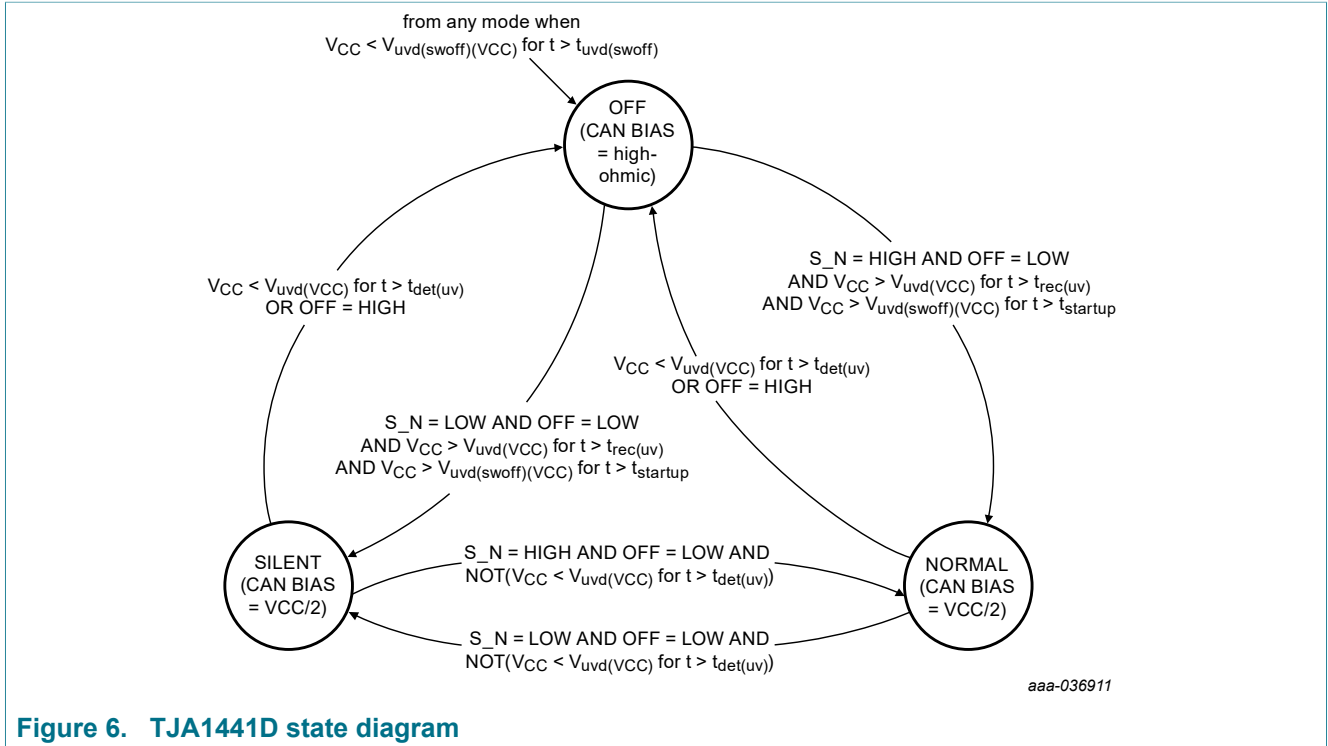 from any mode when
VCC < Vuvd(swoff)(VCC) for t > tuvd(swoff)
OFF
(CAN BIAS
= high-
ohmic)
S_N = HIGH AND OFF = LOW
AND VCC > Vuvd(VCC) for t > trec(uv)
AND VCC > Vuvd(swoff)(VCC) for t > tstartup
VCC < Vuvd(VCC) for t > tdet(uv)
OR OFF = HIGH
VCC < Vuvd(VCC) for t > tdet(uv)
OR OFF = HIGH
S_N = LOW AND OFF = LOW
AND VCC > Vuvd(VCC) for t > trec(uv)
AND VCC > Vuvd(swoff)(VCC) for t > tstartup
SILENT
(CAN BIAS
= VCC/2)
S_N = HIGH AND OFF = LOW AND
NOT(VCC < Vuvd(VCC) for t > tdet(uv))
NORMAL
(CAN BIAS
= VCC/2)
S_N = LOW AND OFF = LOW AND
NOT(VCC < Vuvd(VCC) for t > tdet(uv))
aaa-036911
Figure 6. TJA1441D state diagram